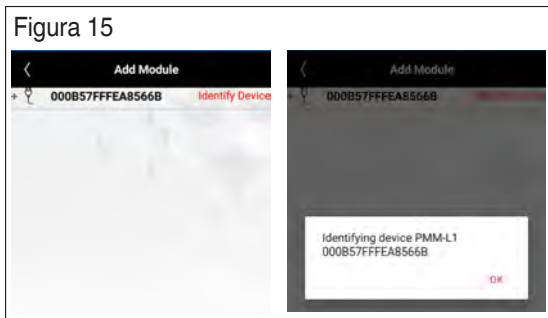 Figura 15
Add Module
+ 000B57FFFEA8566B Identify Device
Add Module
000B57FFFEA8566B
Identifying device PMM-L1
000B57FFFEA8566B
OK